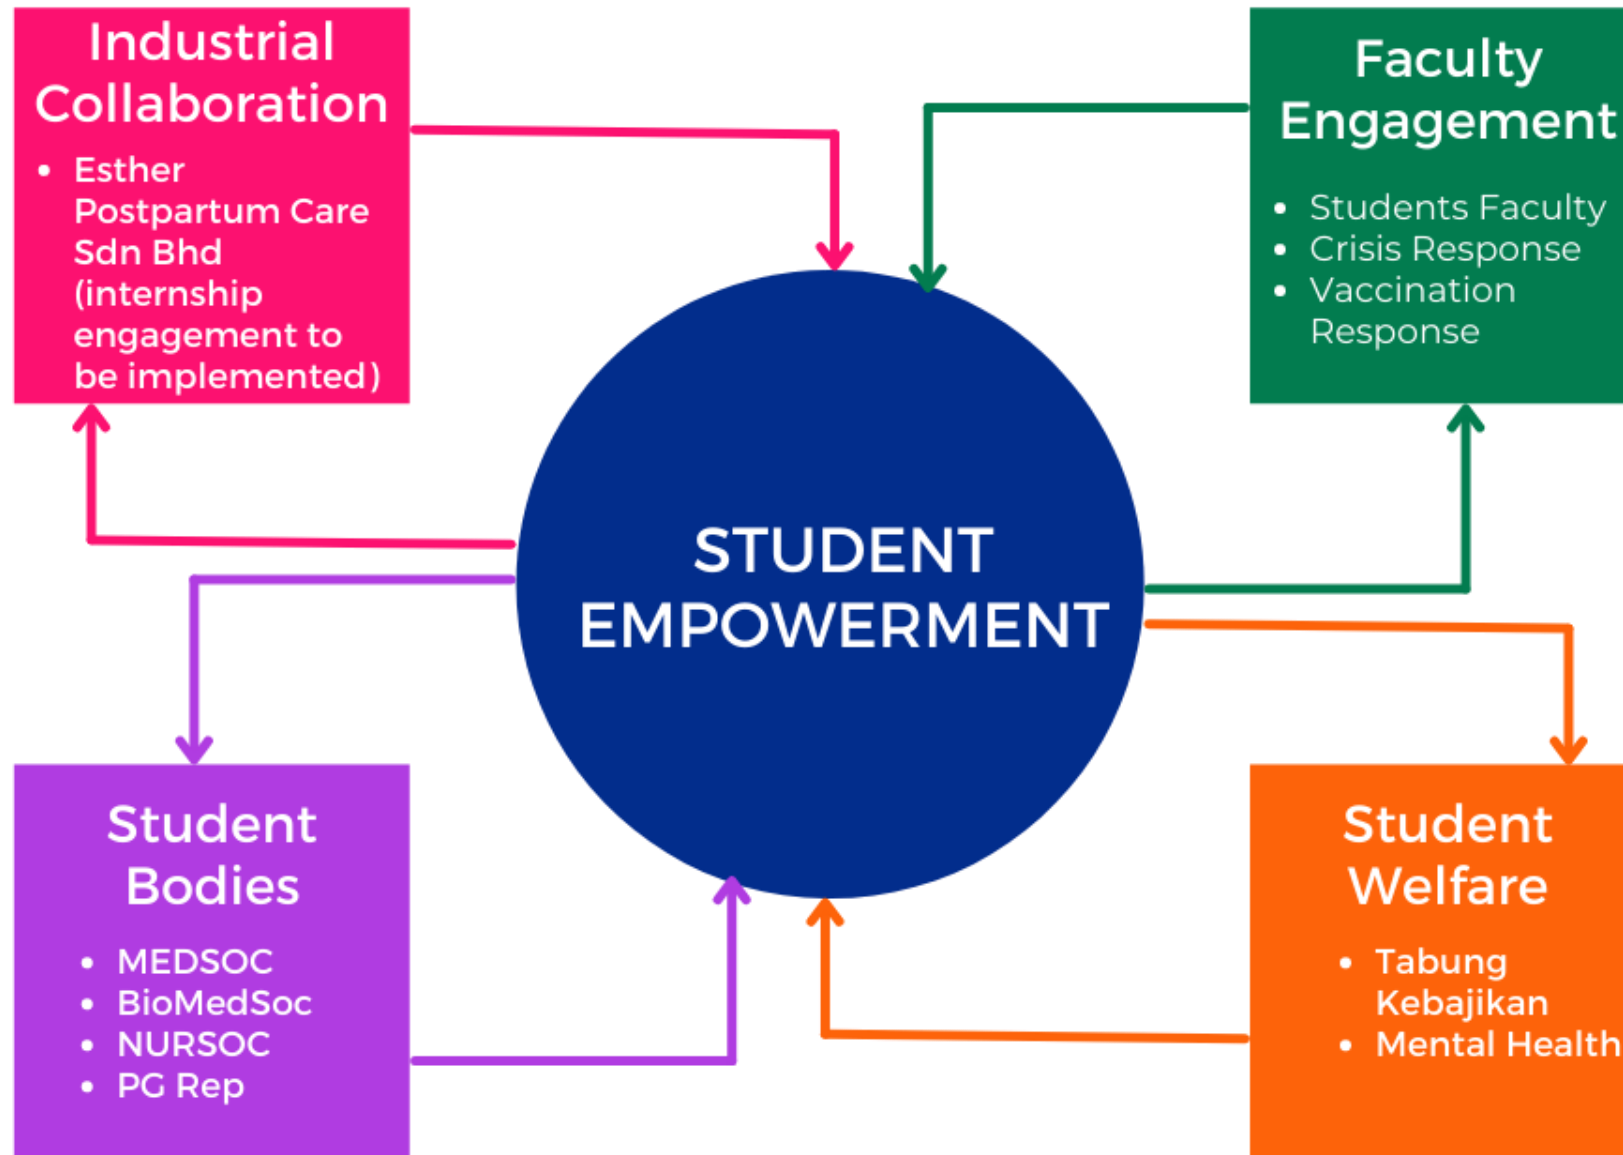 Industrial
Collaboration
• Esther
Postpartum Care
Sdn Bhd
(internship
engagement to
be implemented)
Faculty
Engagement
• Students Faculty
• Crisis Response
• Vaccination
Response
STUDENT
EMPOWERMENT
Student
Bodies
• MEDSOC
• BioMedSoc
• NURSOC
• PG Rep
Student
Welfare
• Tabung
Kebajikan
• Mental Health